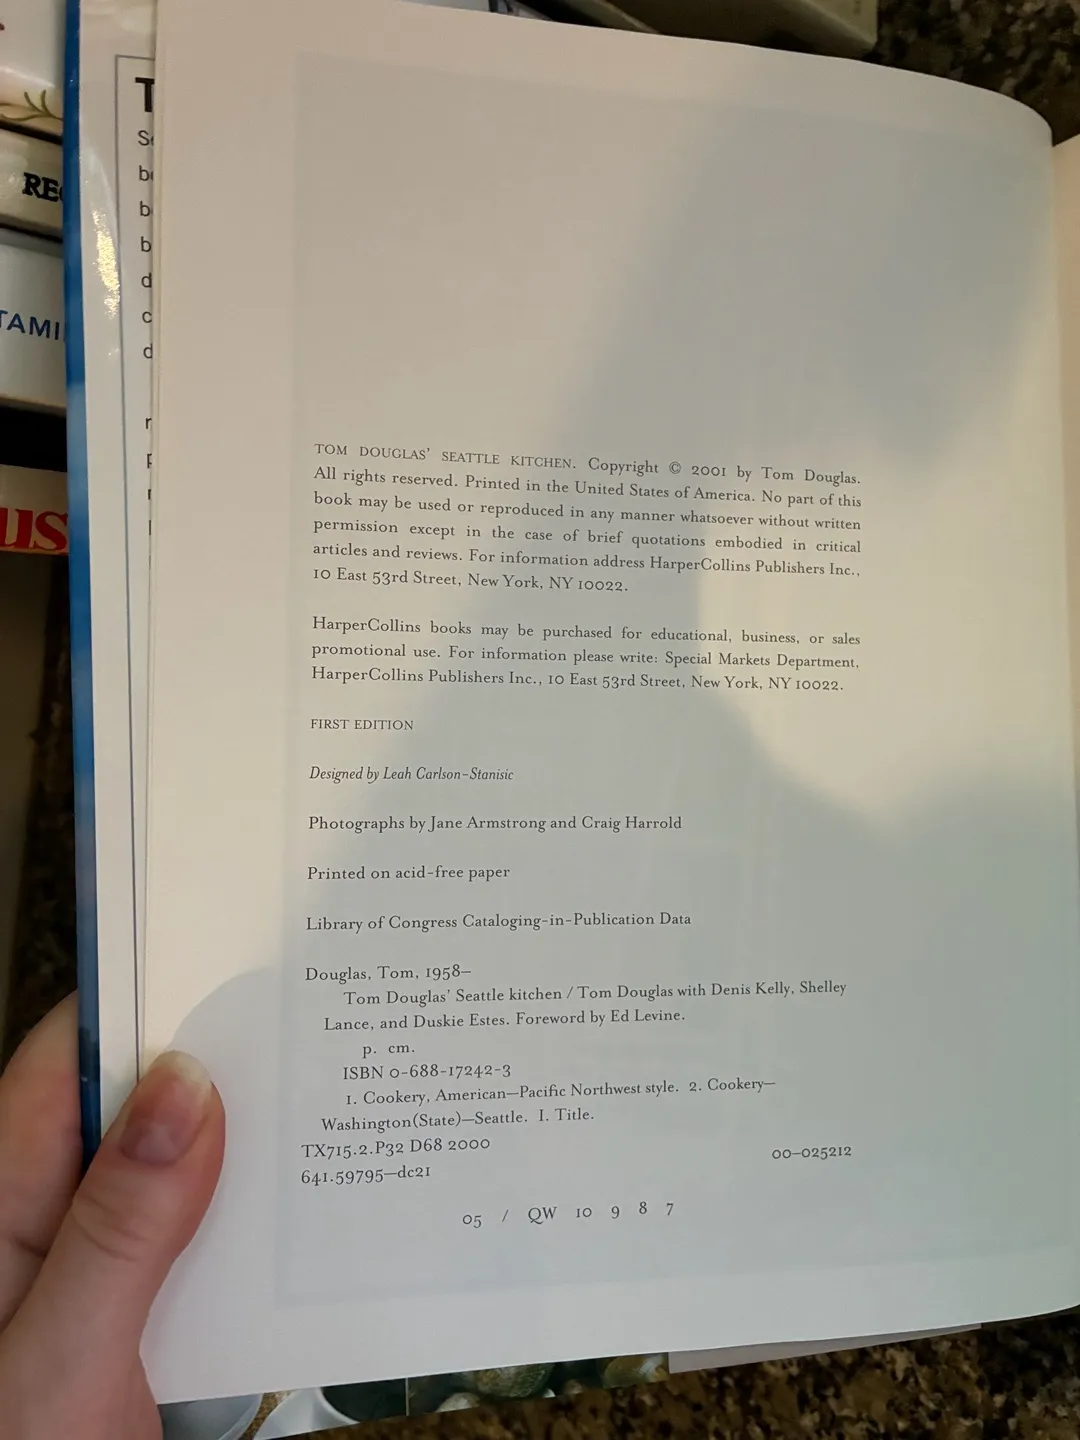 RE
TAMI
us
T
S
b
b
b
d
c
d
r
TOM DOUGLAS' SEATTLE KITCHEN. Copyright © 2001 by Tom Douglas.
All rights reserved. Printed in the United States of America. No part of this
book may be used or reproduced in any manner whatsoever without written
permission except in the case of brief quotations embodied in critical
articles and reviews. For information address HarperCollins Publishers Inc.,
10 East 53rd Street, New York, NY 10022.
HarperCollins books may be purchased for educational, business, or sales
promotional use. For information please write: Special Markets Department,
HarperCollins Publishers Inc., 10 East 53rd Street, New York, NY 10022.
FIRST EDITION
Designed by Leah Carlson-Stanisic
Photographs by Jane Armstrong and Craig Harrold
Printed on acid-free paper
Library of Congress Cataloging-in-Publication Data
Douglas, Tom, 1958–
Tom Douglas' Seattle kitchen / Tom Douglas with Denis Kelly, Shelley
Lance, and Duskie Estes. Foreword by Ed Levine.
p. cm.
ISBN 0-688-17242-3
1. Cookery, American—Pacific Northwest style. 2. Cookery—
Washington(State)—Seattle. I. Title.
TX715.2.P32 D68 2000
00–025212
641.59795—dc21
05 / QW 10 9 8 7